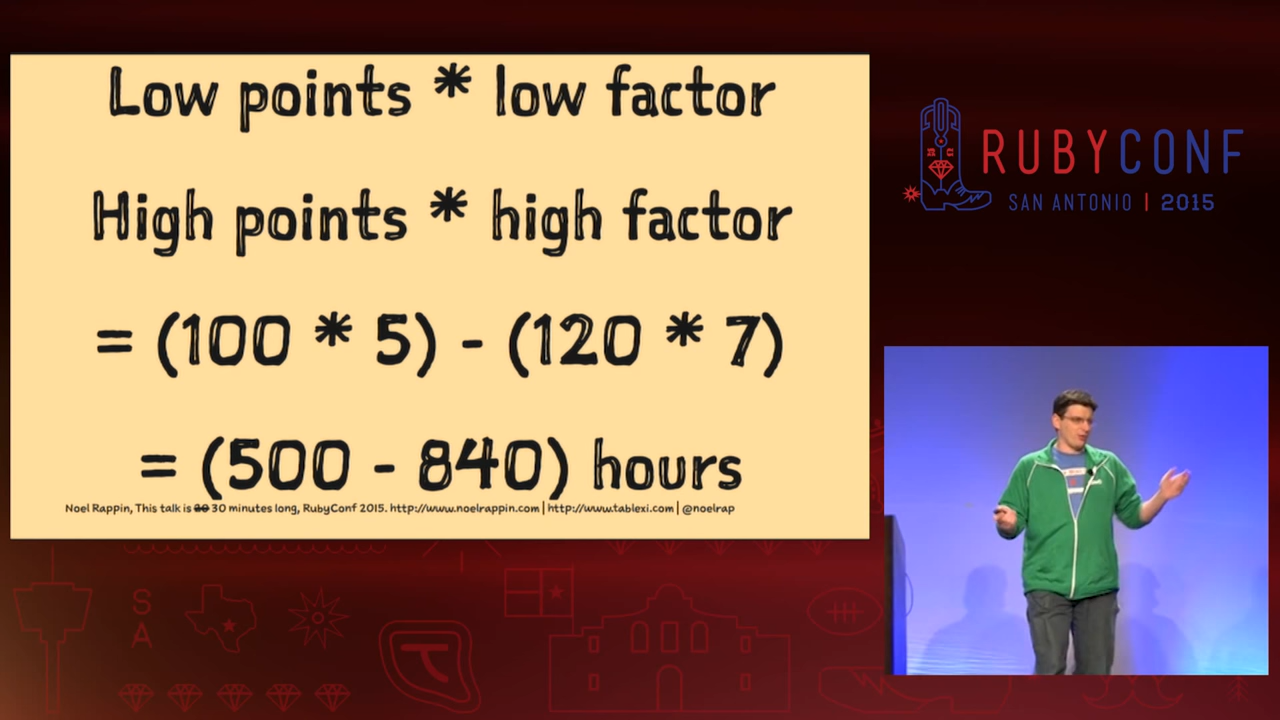 Low points * low factor
High points * high factor
= (100 * 5) - (120 * 7)
= (500 - 840) hours
Noel Rappin, This talk is 20 30 minutes long, RubyConf 2015. http://www.noelrappin.com | http://www.tablexi.com | @noelrap
RUBYCONF
SAN ANTONIO | 2015
S
A